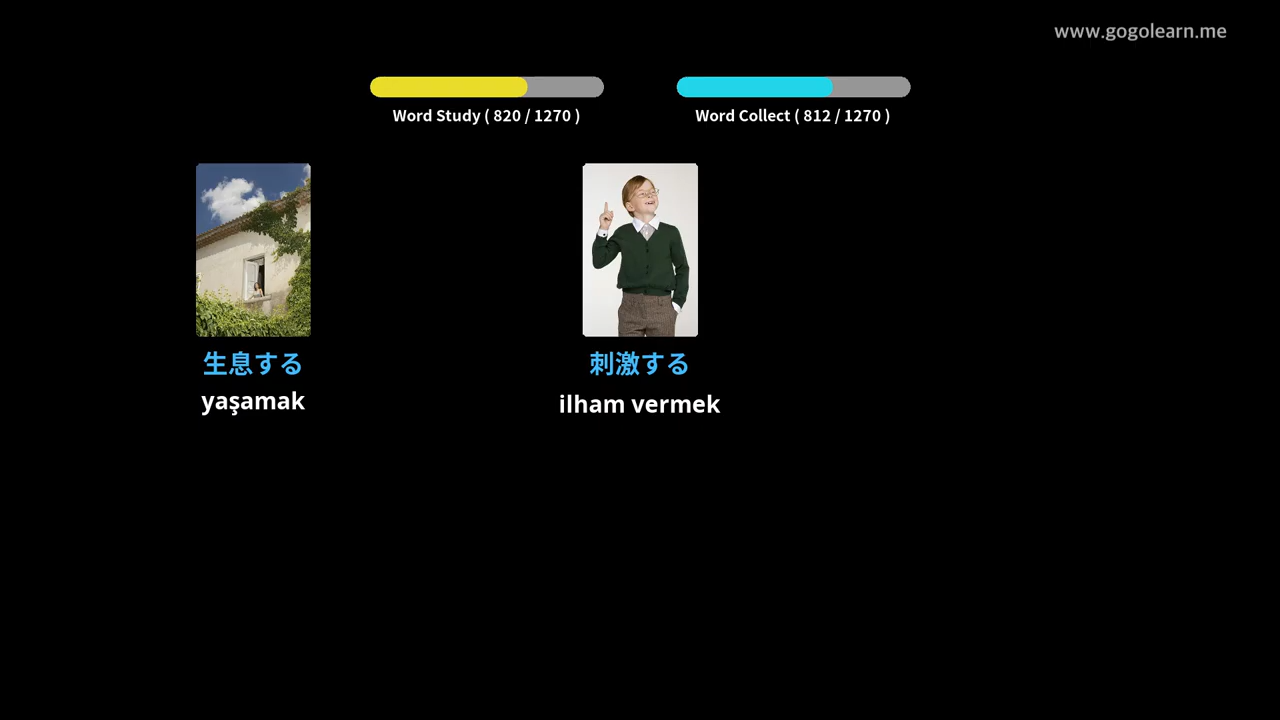 www.gogolearn.me
Word Study ( 820 / 1270 )
Word Collect ( 812 / 1270 )
生息する
yaşamak
刺激する
ilham vermek